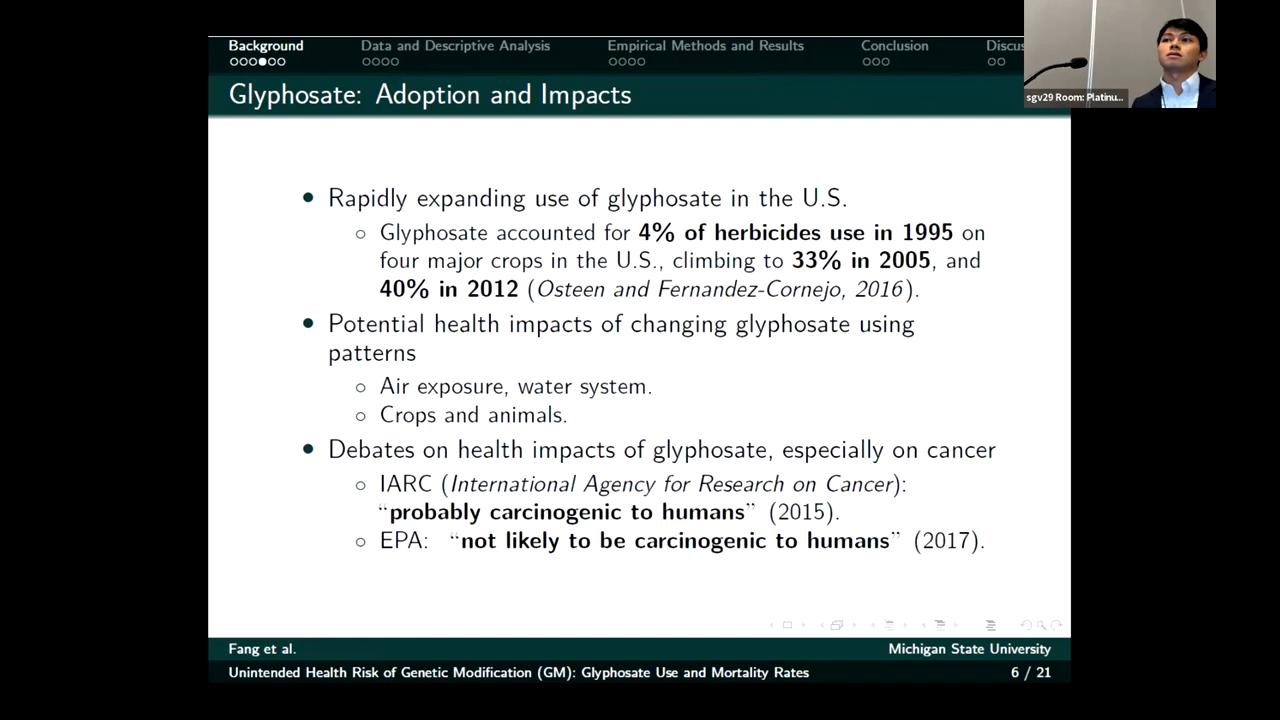 Background Data and Descriptive Analysis Empirical Methods and Results Conclusion
Glyphosate: Adoption and Impacts
sgv29 Room: Platinu...
• Rapidly expanding use of glyphosate in the U.S.
○ Glyphosate accounted for 4% of herbicides use in 1995 on
four major crops in the U.S., climbing to 33% in 2005, and
40% in 2012 (Osteen and Fernandez-Cornejo, 2016).
• Potential health impacts of changing glyphosate using
patterns
○ Air exposure, water system.
○ Crops and animals.
• Debates on health impacts of glyphosate, especially on cancer
○ IARC (International Agency for Research on Cancer):
“probably carcinogenic to humans” (2015).
○ EPA: “not likely to be carcinogenic to humans” (2017).
Fang et al. Michigan State University
Unintended Health Risk of Genetic Modification (GM): Glyphosate Use and Mortality Rates 6 / 21